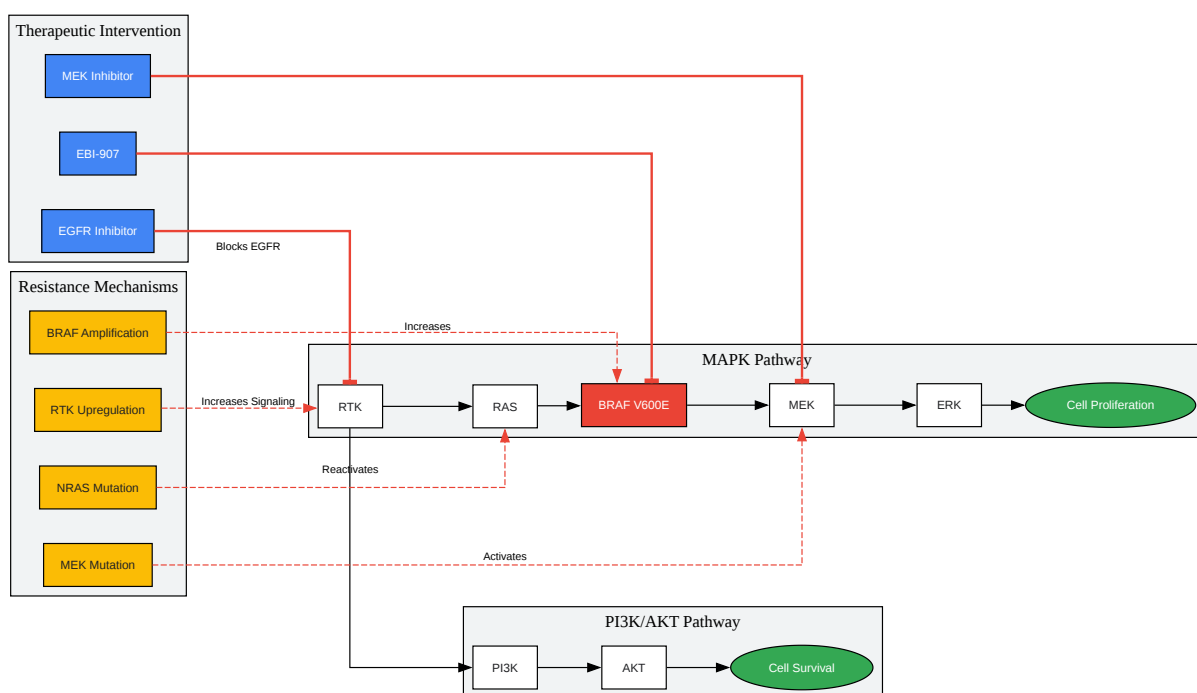 Therapeutic Intervention
MEK Inhibitor
EBI-907
EGFR Inhibitor
Blocks EGFR
Resistance Mechanisms
BRAF Amplification
Increases
RTK Upregulation
Increases Signaling
NRAS Mutation
Reactivates
MEK Mutation
Activates
MAPK Pathway
RTK
RAS
BRAF V600E
MEK
ERK
Cell Proliferation
PI3K/AKT Pathway
PI3K
AKT
Cell Survival